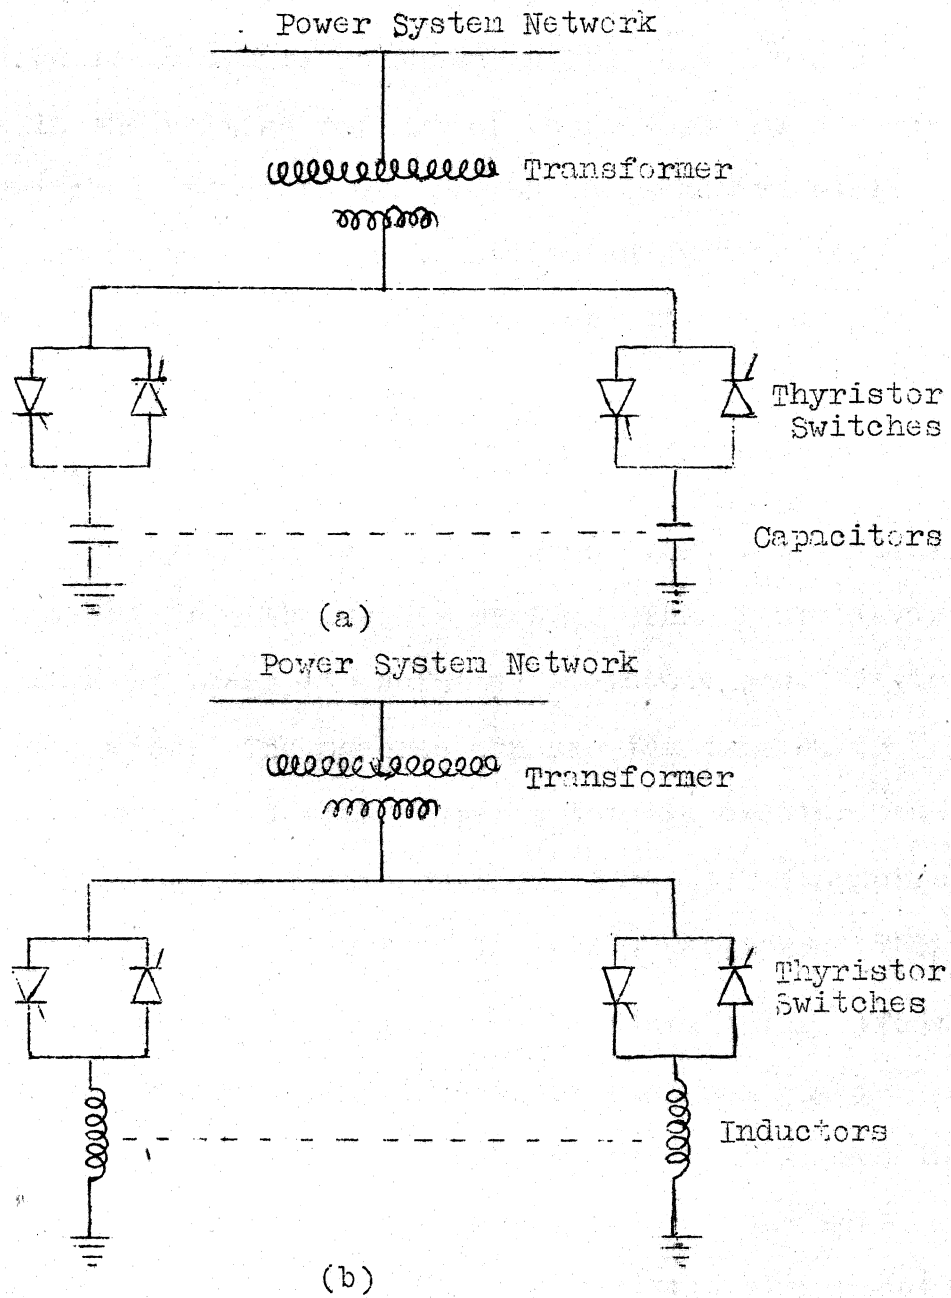 Power System Network
Transformer
Thyristor
Switches
Capacitors
(a)
Power System Network
Transformer
Thyristor
Switches
Inductors
(b)